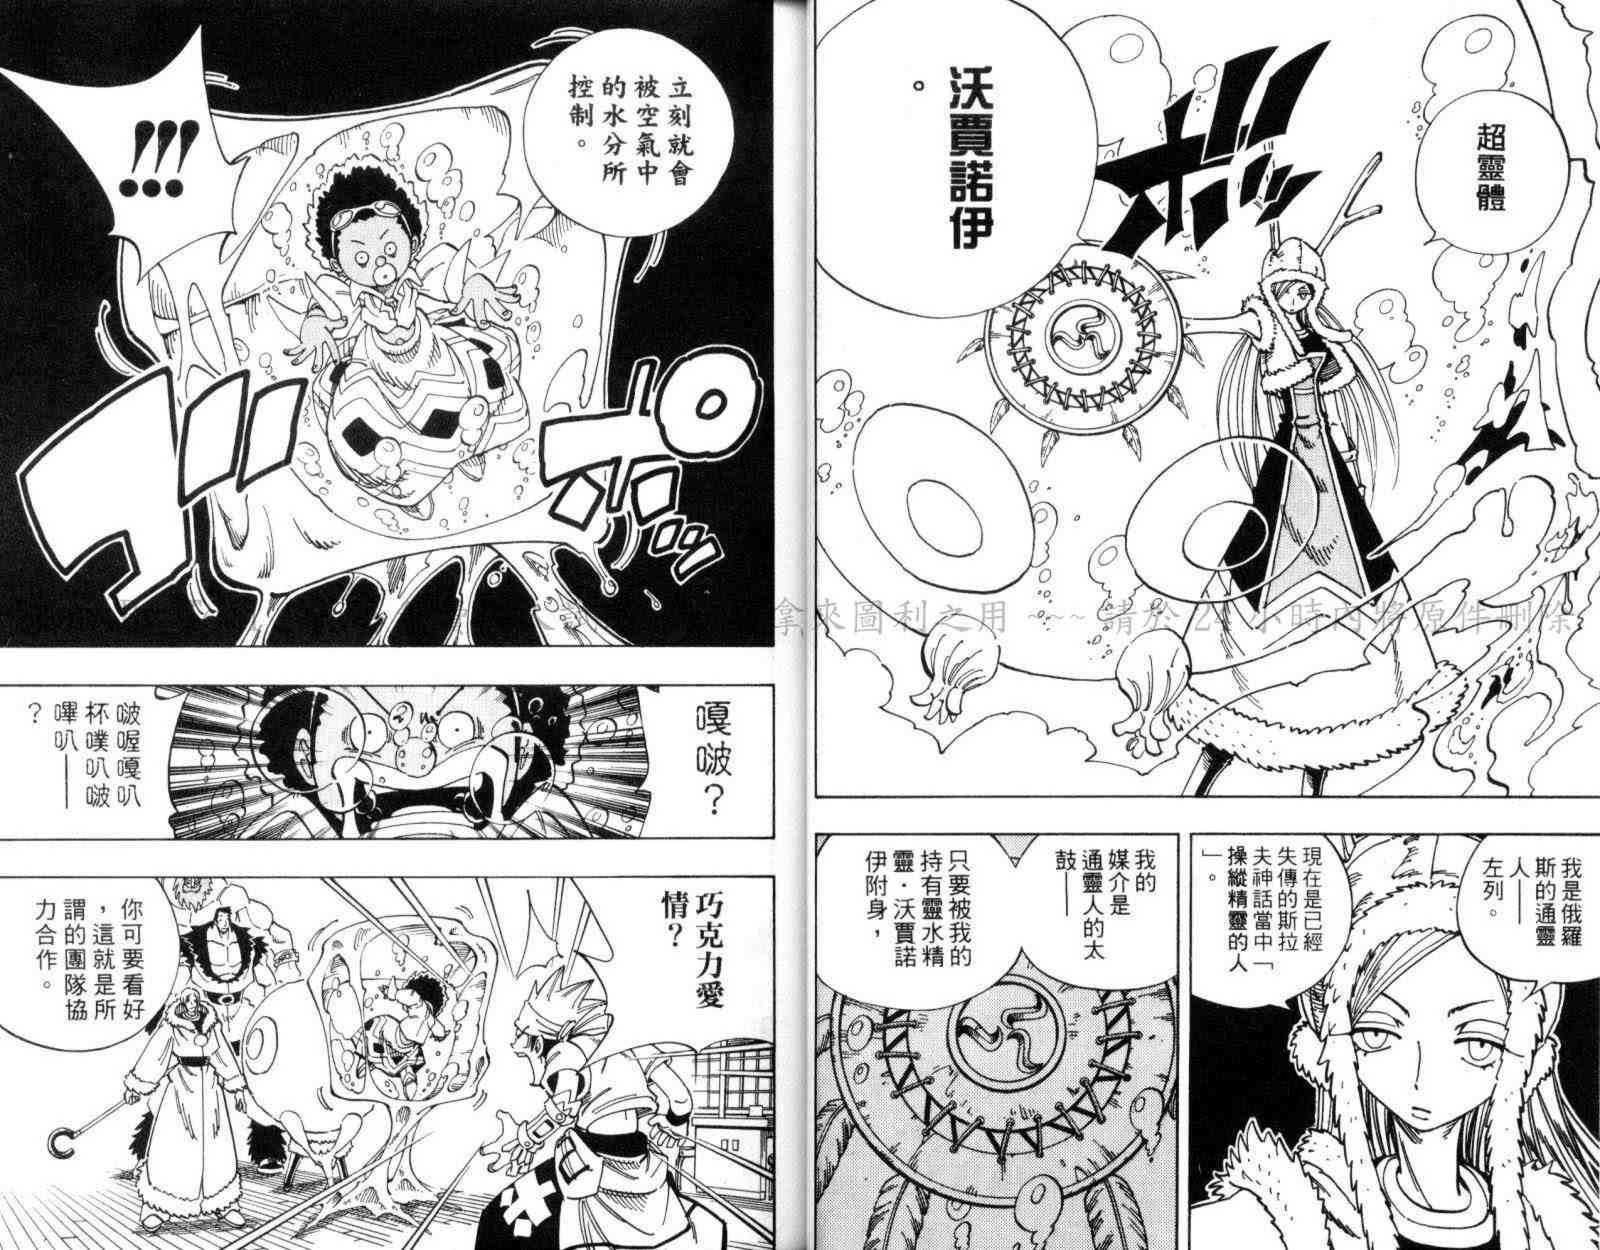 超靈體
沃賈諾伊
。
ボボッ
我是俄羅
斯的通靈
人——
左列。
現在是已經
失傳的斯拉
夫神話當中「
操縱精靈的人
」。
我的
媒介是
通靈人的太
鼓——
只要被我的
持有靈水精
靈・沃賈諾
伊附身，
立刻就會
被空氣中
的水分所
控制。
!!!
嘎啵？
啵喔嘎叭
杯噗叭啵
嗶叭——
？
巧克力愛
情？
你可要看好
，這就是所
謂的團隊協
力合作。
拿來圖利之用 ~~~ 請於 24 小時內將原件刪除